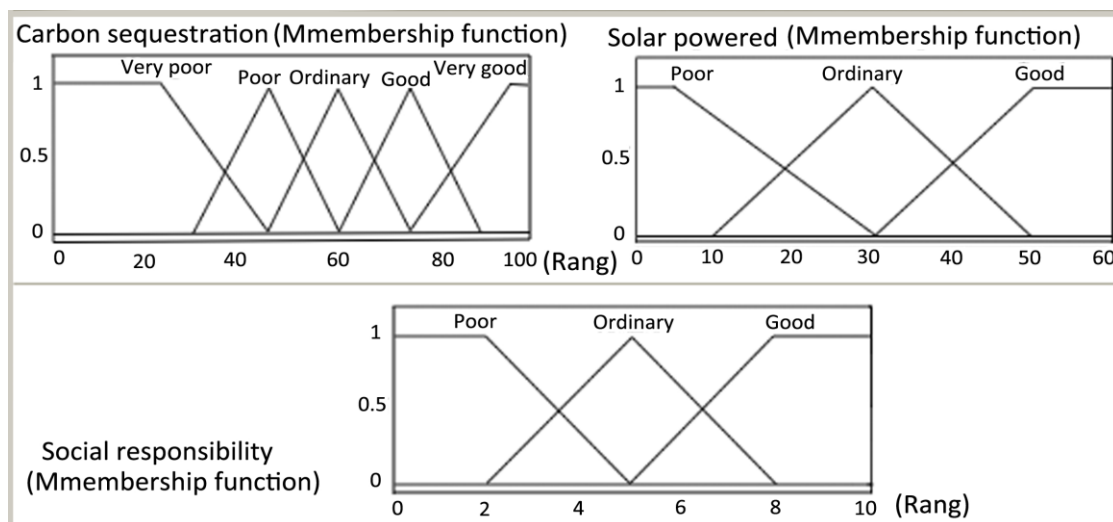 Carbon sequestration (Mmembership function)
Very poor Poor Ordinary Good Very good
1
0.5
0
0 20 40 60 80 100 (Rang)
Solar powered (Mmembership function)
Poor Ordinary Good
1
0.5
0
0 10 20 30 40 50 60
Social responsibility
(Mmembership function)
Poor Ordinary Good
1
0.5
0
0 2 4 6 8 10 (Rang)